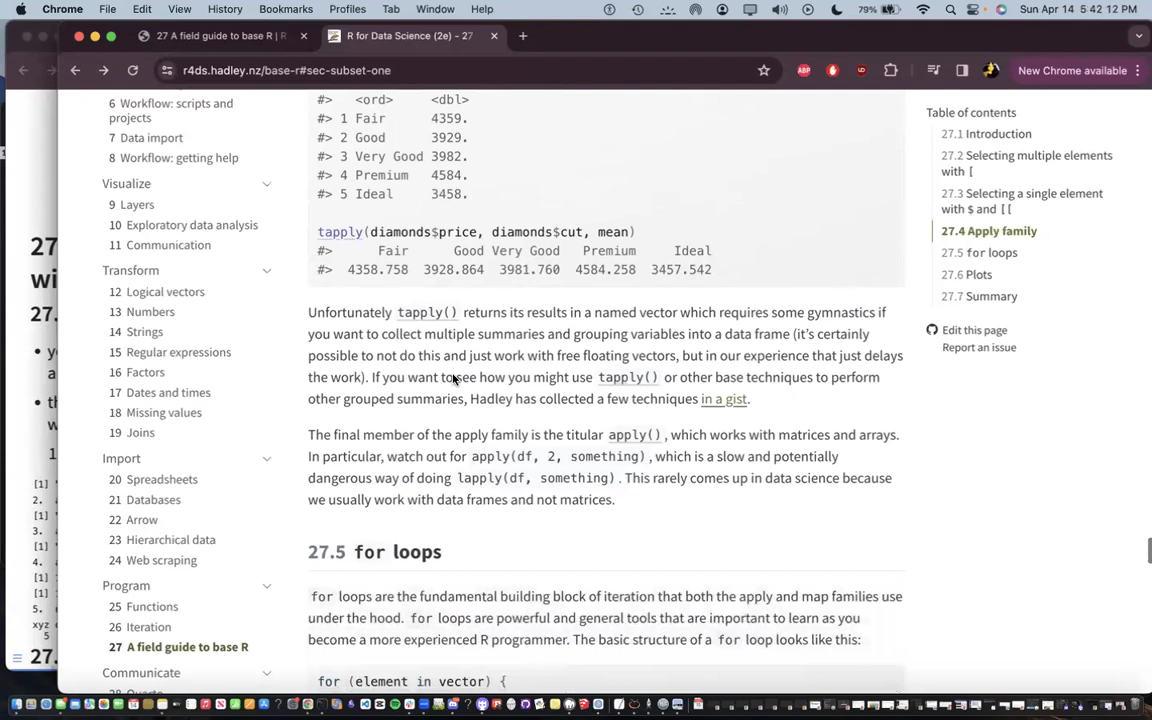 Chrome File Edit View History Bookmarks Profiles Tab Window Help 79% Sun Apr 14 5:42:12 PM
27 A field guide to base R | R
R for Data Science (2e) - 27
r4ds.hadley.nz/base-r#sec-subset-one
ABP
New Chrome available
6 Workflow: scripts and
projects
7 Data import
8 Workflow: getting help
Visualize
9 Layers
10 Exploratory data analysis
11 Communication
Transform
12 Logical vectors
13 Numbers
14 Strings
15 Regular expressions
16 Factors
17 Dates and times
18 Missing values
19 Joins
Import
20 Spreadsheets
21 Databases
22 Arrow
23 Hierarchical data
24 Web scraping
Program
25 Functions
26 Iteration
27 A field guide to base R
Communicate
#> <ord> <dbl>
#> 1 Fair 4359.
#> 2 Good 3929.
#> 3 Very Good 3982.
#> 4 Premium 4584.
#> 5 Ideal 3458.
tapply(diamonds$price, diamonds$cut, mean)
#> Fair Good Very Good Premium Ideal
#> 4358.758 3928.864 3981.760 4584.258 3457.542
Unfortunately tapply() returns its results in a named vector which requires some gymnastics if
you want to collect multiple summaries and grouping variables into a data frame (it's certainly
possible to not do this and just work with free floating vectors, but in our experience that just delays
the work). If you want to see how you might use tapply() or other base techniques to perform
other grouped summaries, Hadley has collected a few techniques in a gist.
The final member of the apply family is the titular apply(), which works with matrices and arrays.
In particular, watch out for apply(df, 2, something), which is a slow and potentially
dangerous way of doing lapply(df, something). This rarely comes up in data science because
we usually work with data frames and not matrices.
27.5 for loops
for loops are the fundamental building block of iteration that both the apply and map families use
under the hood. for loops are powerful and general tools that are important to learn as you
become a more experienced R programmer. The basic structure of a for loop looks like this:
for (element in vector) {
Table of contents
27.1 Introduction
27.2 Selecting multiple elements
with [
27.3 Selecting a single element
with $ and [[
27.4 Apply family
27.5 for loops
27.6 Plots
27.7 Summary
Edit this page
Report an issue
27
wi
27.
• y
a
• th
w
1
[1] '
2.
[1] "
3.
[1] "
4.
[1]
5.
xyz
5
27.